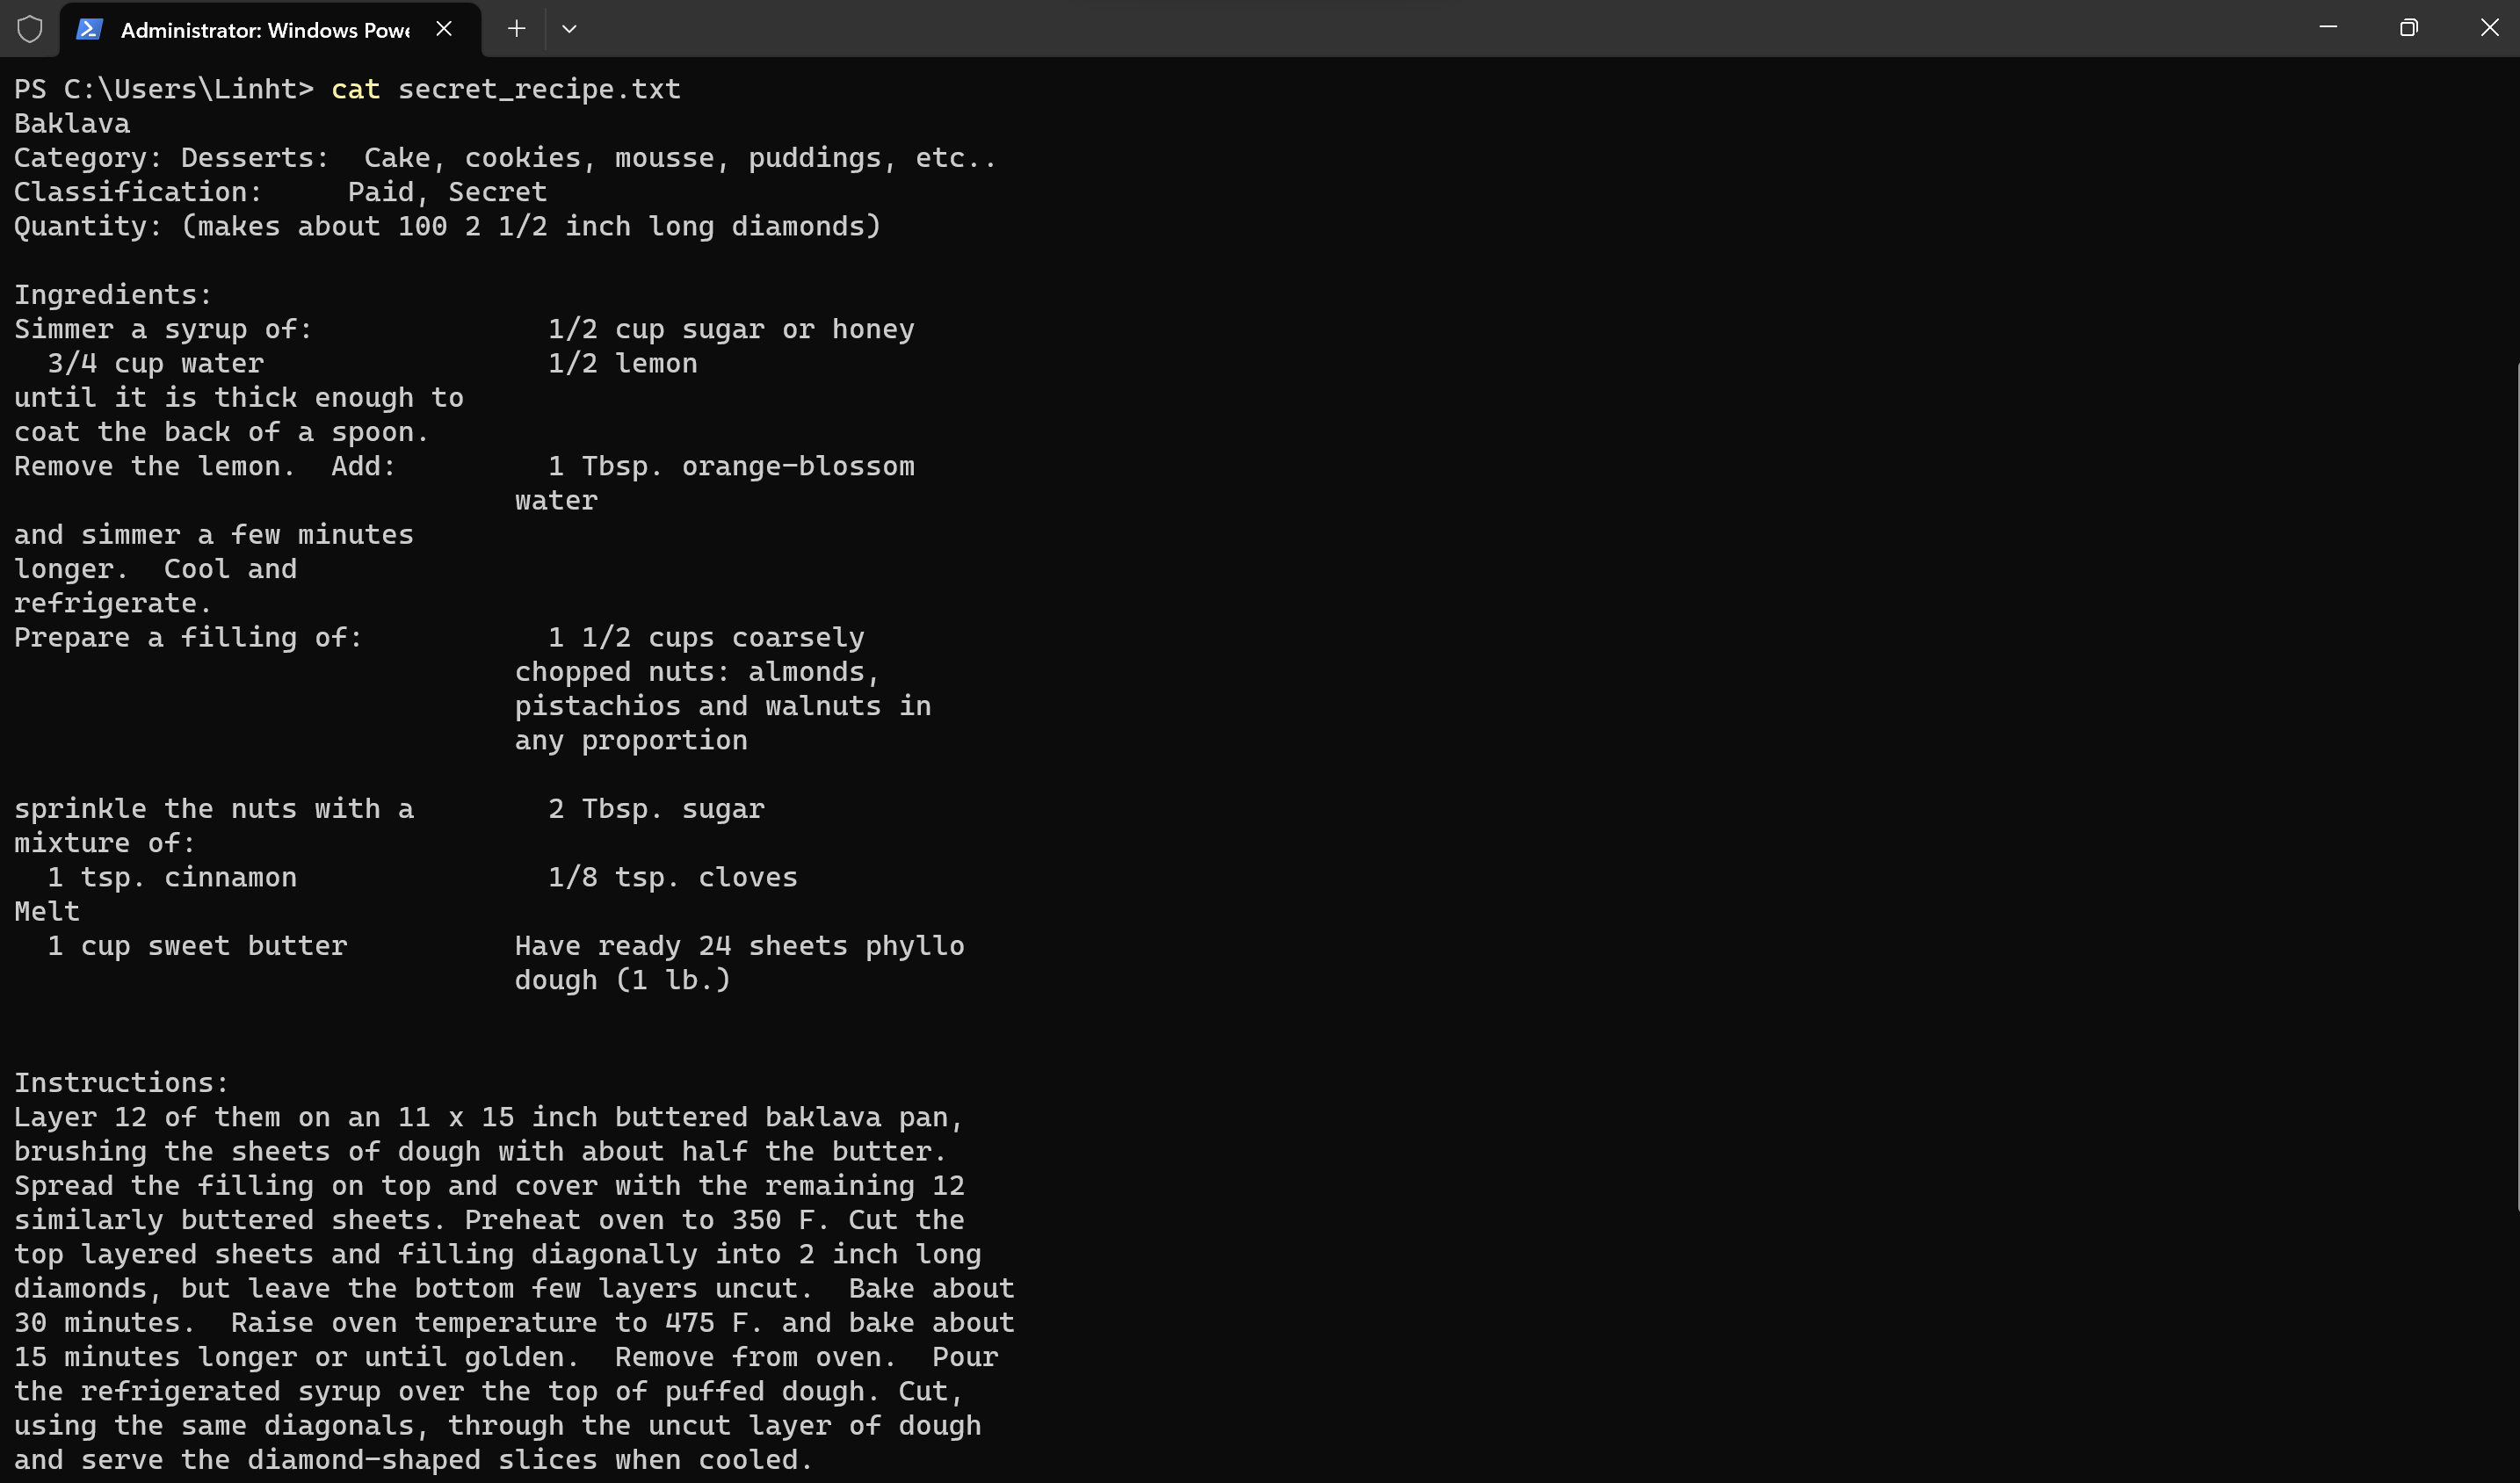 Administrator: Windows Powe
PS C:\Users\Linht> cat secret_recipe.txt
Baklava
Category: Desserts:  Cake, cookies, mousse, puddings, etc..
Classification:     Paid, Secret
Quantity: (makes about 100 2 1/2 inch long diamonds)

Ingredients:
Simmer a syrup of:              1/2 cup sugar or honey
  3/4 cup water                 1/2 lemon
until it is thick enough to
coat the back of a spoon.
Remove the lemon.  Add:         1 Tbsp. orange-blossom
                              water
and simmer a few minutes
longer.  Cool and
refrigerate.
Prepare a filling of:           1 1/2 cups coarsely
                              chopped nuts: almonds,
                              pistachios and walnuts in
                              any proportion

sprinkle the nuts with a        2 Tbsp. sugar
mixture of:
  1 tsp. cinnamon               1/8 tsp. cloves
Melt
  1 cup sweet butter          Have ready 24 sheets phyllo
                              dough (1 lb.)

Instructions:
Layer 12 of them on an 11 x 15 inch buttered baklava pan,
brushing the sheets of dough with about half the butter.
Spread the filling on top and cover with the remaining 12
similarly buttered sheets. Preheat oven to 350 F. Cut the
top layered sheets and filling diagonally into 2 inch long
diamonds, but leave the bottom few layers uncut.  Bake about
30 minutes.  Raise oven temperature to 475 F. and bake about
15 minutes longer or until golden.  Remove from oven.  Pour
the refrigerated syrup over the top of puffed dough. Cut,
using the same diagonals, through the uncut layer of dough
and serve the diamond-shaped slices when cooled.